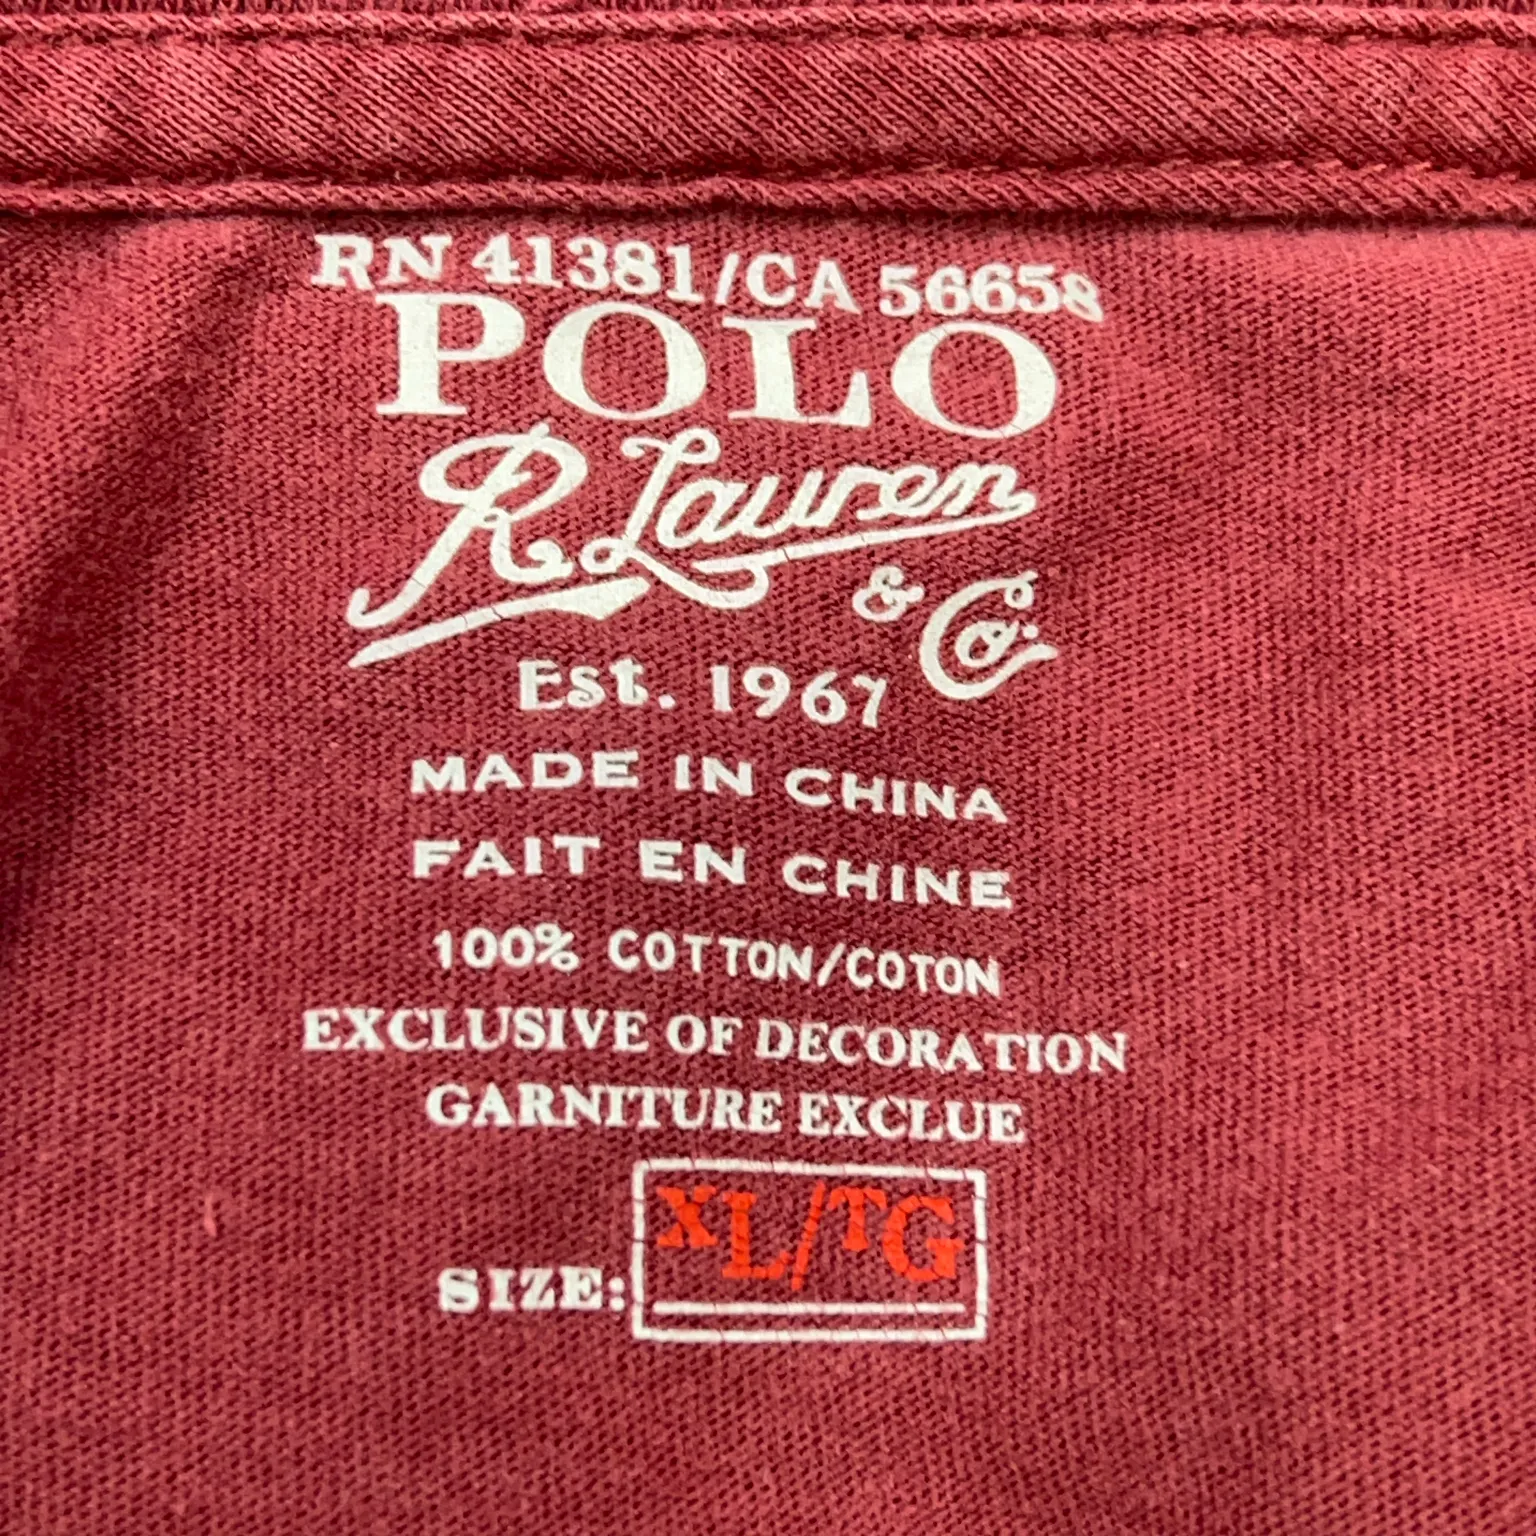 RN 41381/CA 56658
POLO
R Lauren
& Co.
Est. 1967
MADE IN CHINA
FAIT EN CHINE
100% COTTON/COTON
EXCLUSIVE OF DECORATION
GARNITURE EXCLUE
SIZE: XL/TG